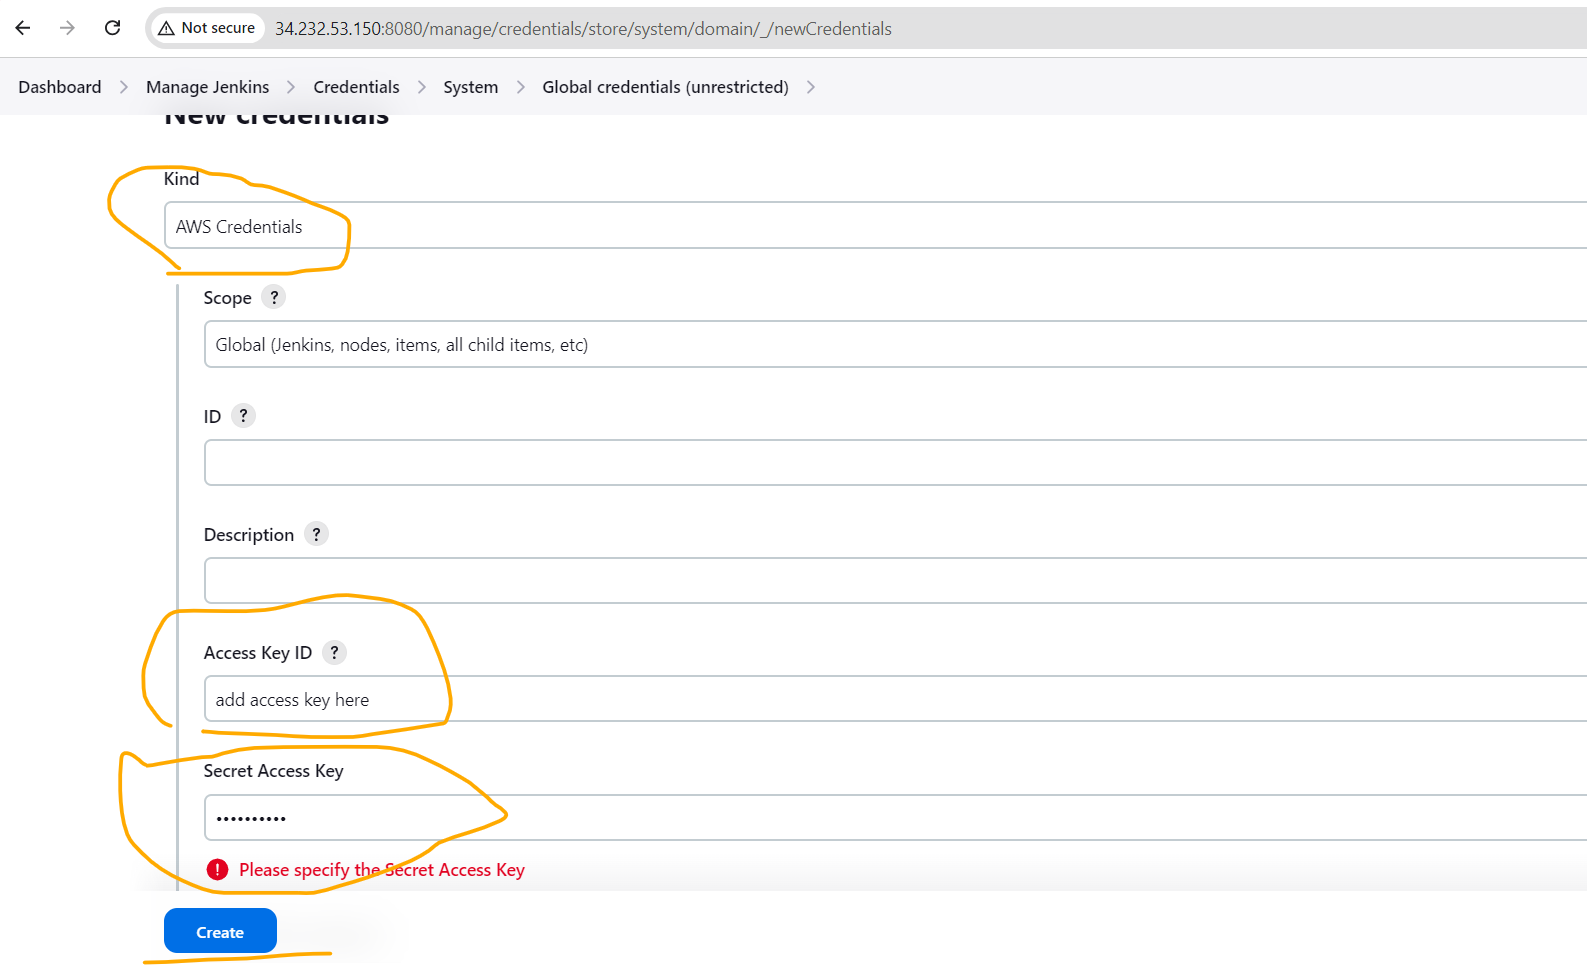 Not secure 34.232.53.150:8080/manage/credentials/store/system/domain/_/newCredentials
Dashboard > Manage Jenkins > Credentials > System > Global credentials (unrestricted) >
New credentials
Kind
AWS Credentials
Scope ?
Global (Jenkins, nodes, items, all child items, etc)
ID ?
Description ?
Access Key ID ?
add access key here
Secret Access Key
••••••••••
Please specify the Secret Access Key
Create